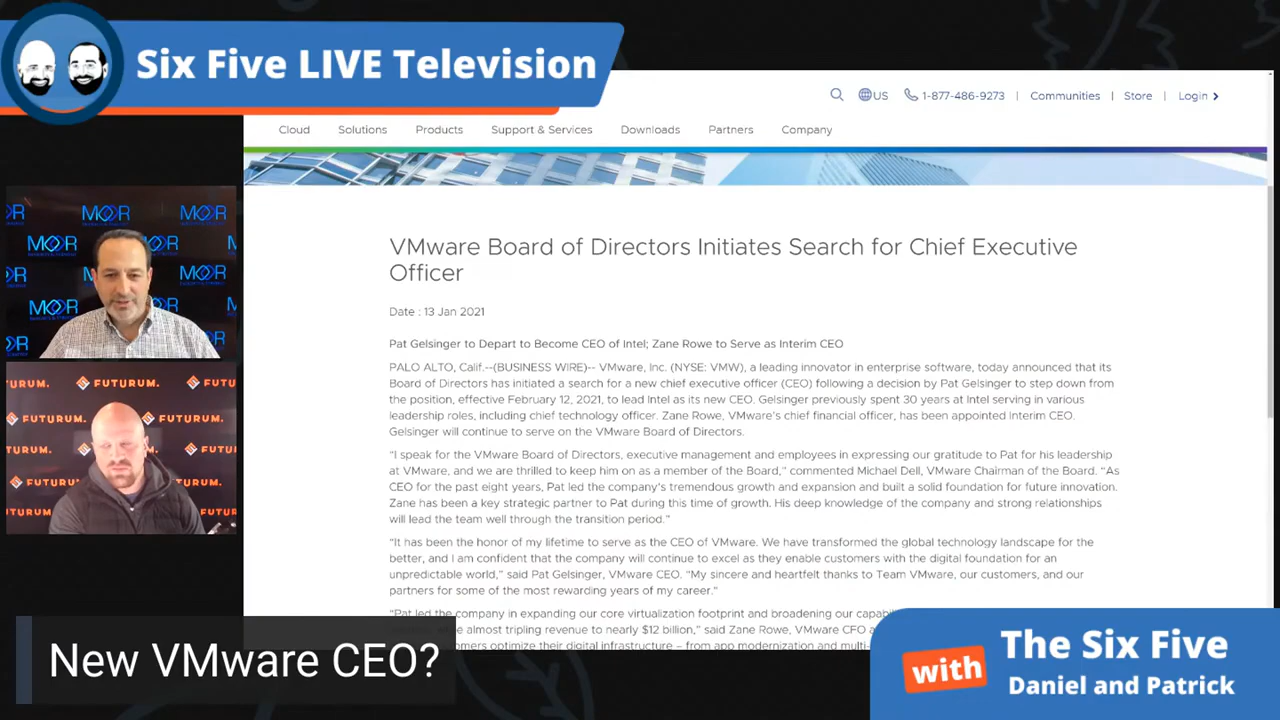 Six Five LIVE Television
US
1-877-486-9273 | Communities | Store | Login
Cloud Solutions Products Support & Services Downloads Partners Company
VMware Board of Directors Initiates Search for Chief Executive
Officer
Date : 13 Jan 2021
Pat Gelsinger to Depart to Become CEO of Intel; Zane Rowe to Serve as Interim CEO
PALO ALTO, Calif.--(BUSINESS WIRE)-- VMware, Inc. (NYSE: VMW), a leading innovator in enterprise software, today announced that its
Board of Directors has initiated a search for a new chief executive officer (CEO) following a decision by Pat Gelsinger to step down from
the position, effective February 12, 2021, to lead Intel as its new CEO. Gelsinger previously spent 30 years at Intel serving in various
leadership roles, including chief technology officer. Zane Rowe, VMware's chief financial officer, has been appointed Interim CEO.
Gelsinger will continue to serve on the VMware Board of Directors.
“I speak for the VMware Board of Directors, executive management and employees in expressing our gratitude to Pat for his leadership
at VMware, and we are thrilled to keep him on as a member of the Board,” commented Michael Dell, VMware Chairman of the Board. “As
CEO for the past eight years, Pat led the company's tremendous growth and expansion and built a solid foundation for future innovation.
Zane has been a key strategic partner to Pat during this time of growth. His deep knowledge of the company and strong relationships
will lead the team well through the transition period.”
“It has been the honor of my lifetime to serve as the CEO of VMware. We have transformed the global technology landscape for the
better, and I am confident that the company will continue to excel as they enable customers with the digital foundation for an
unpredictable world,” said Pat Gelsinger, VMware CEO. “My sincere and heartfelt thanks to Team VMware, our customers, and our
partners for some of the most rewarding years of my career.”
“Pat led the company in expanding our core virtualization footprint and broadening our
almost tripling revenue to nearly $12 billion,” said Zane Rowe, VMware CFO
optimize their digital infrastructure – from app modernization and
MOOR
MOOR
MOOR
MOOR
FUTURUM.
FUTURUM.
FUTURUM.
FUTURUM.
New VMware CEO?
The Six Five
with
Daniel and Patrick